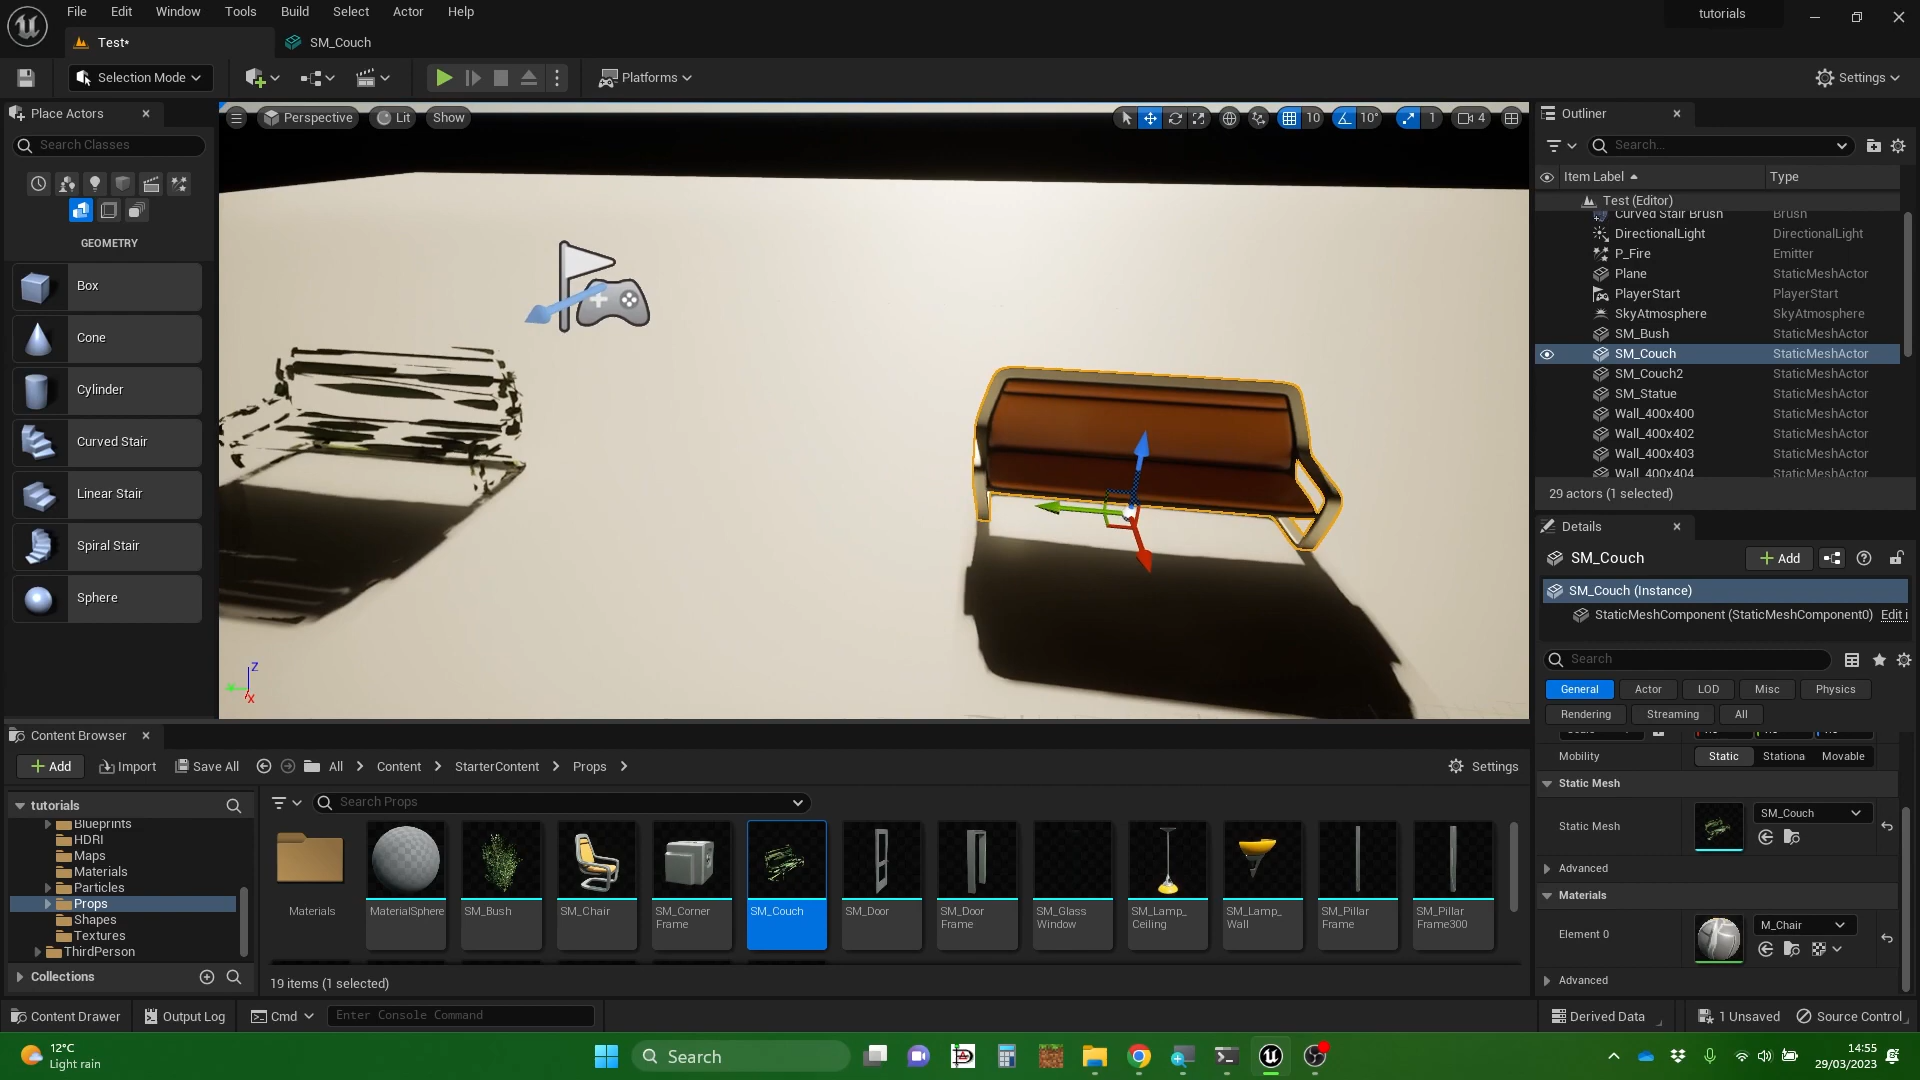 File Edit Window Tools Build Select Actor Help
tutorials
Test*
SM_Couch
Selection Mode
Platforms
Settings
Place Actors
Search Classes
GEOMETRY
Box
Cone
Cylinder
Curved Stair
Linear Stair
Spiral Stair
Sphere
Perspective Lit Show
10 10° 1 4
Z
X
Outliner
Search...
Item Label Type
Test (Editor)
Curved Stair Brush Brush
DirectionalLight DirectionalLight
P_Fire Emitter
Plane StaticMeshActor
PlayerStart PlayerStart
SkyAtmosphere SkyAtmosphere
SM_Bush StaticMeshActor
SM_Couch StaticMeshActor
SM_Couch2 StaticMeshActor
SM_Statue StaticMeshActor
Wall_400x400 StaticMeshActor
Wall_400x402 StaticMeshActor
Wall_400x403 StaticMeshActor
Wall_400x404 StaticMeshActor
29 actors (1 selected)
Details
SM_Couch
Add
SM_Couch (Instance)
StaticMeshComponent (StaticMeshComponent0) Edit i
Search
General Actor LOD Misc Physics
Rendering Streaming All
Mobility Static Stationa Movable
Static Mesh
Static Mesh SM_Couch
Advanced
Materials
Element 0 M_Chair
Advanced
Content Browser
Add Import Save All All Content StarterContent Props
Settings
tutorials
Blueprints
HDRI
Maps
Materials
Particles
Props
Shapes
Textures
ThirdPerson
Collections
Search Props
Materials
MaterialSphere
SM_Bush
SM_Chair
SM_Corner
Frame
SM_Couch
SM_Door
SM_Door
Frame
SM_Glass
Window
SM_Lamp_
Ceiling
SM_Lamp_
Wall
SM_Pillar
Frame
SM_Pillar
Frame300
19 items (1 selected)
Content Drawer Output Log Cmd Enter Console Command
Derived Data 1 Unsaved Source Control
12°C
Light rain
Search
14:55
29/03/2023